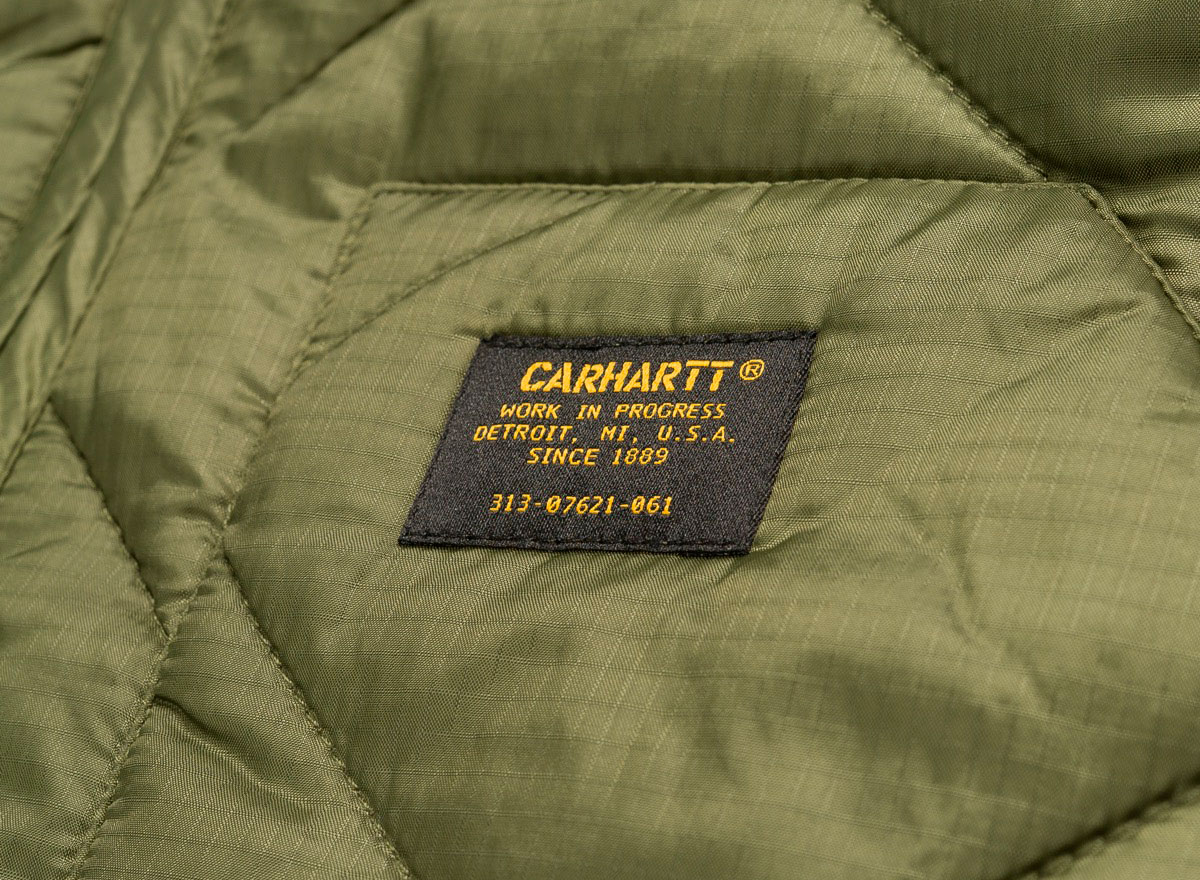 CARHARTT®
WORK IN PROGRESS
DETROIT, MI, U.S.A.
SINCE 1889
313-07621-061